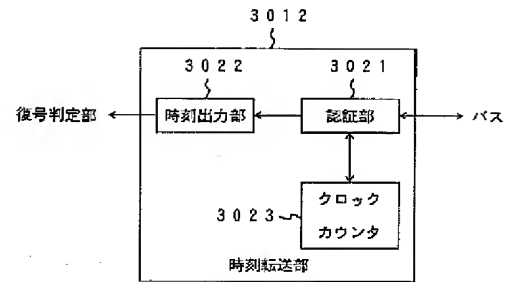 3012
3022
3021
復号判定部
時刻出力部
認証部
バス
3023
クロック
カウンタ
時刻転送部